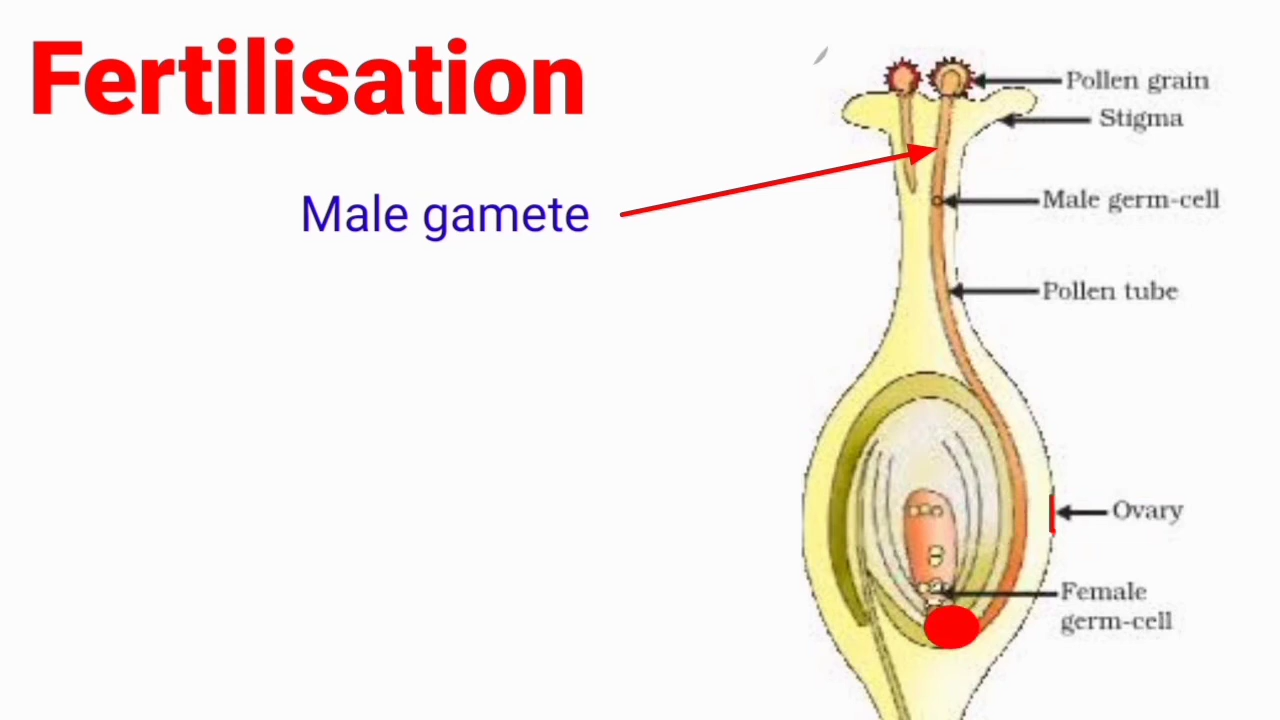 Fertilisation
Pollen grain
Stigma
Male gamete
Male germ-cell
Pollen tube
Ovary
Female
germ-cell